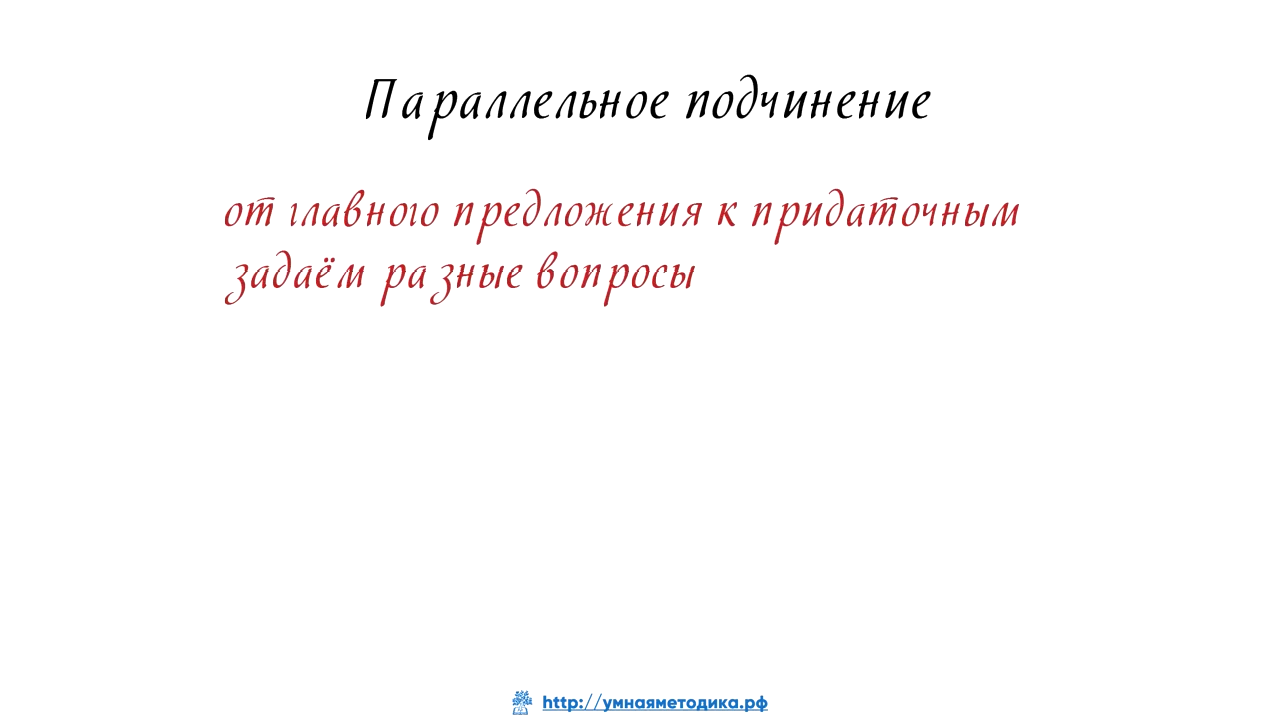 Параллельное подчинение
от главного предложения к придаточным
задаём разные вопросы
http://умнаяметодика.рф